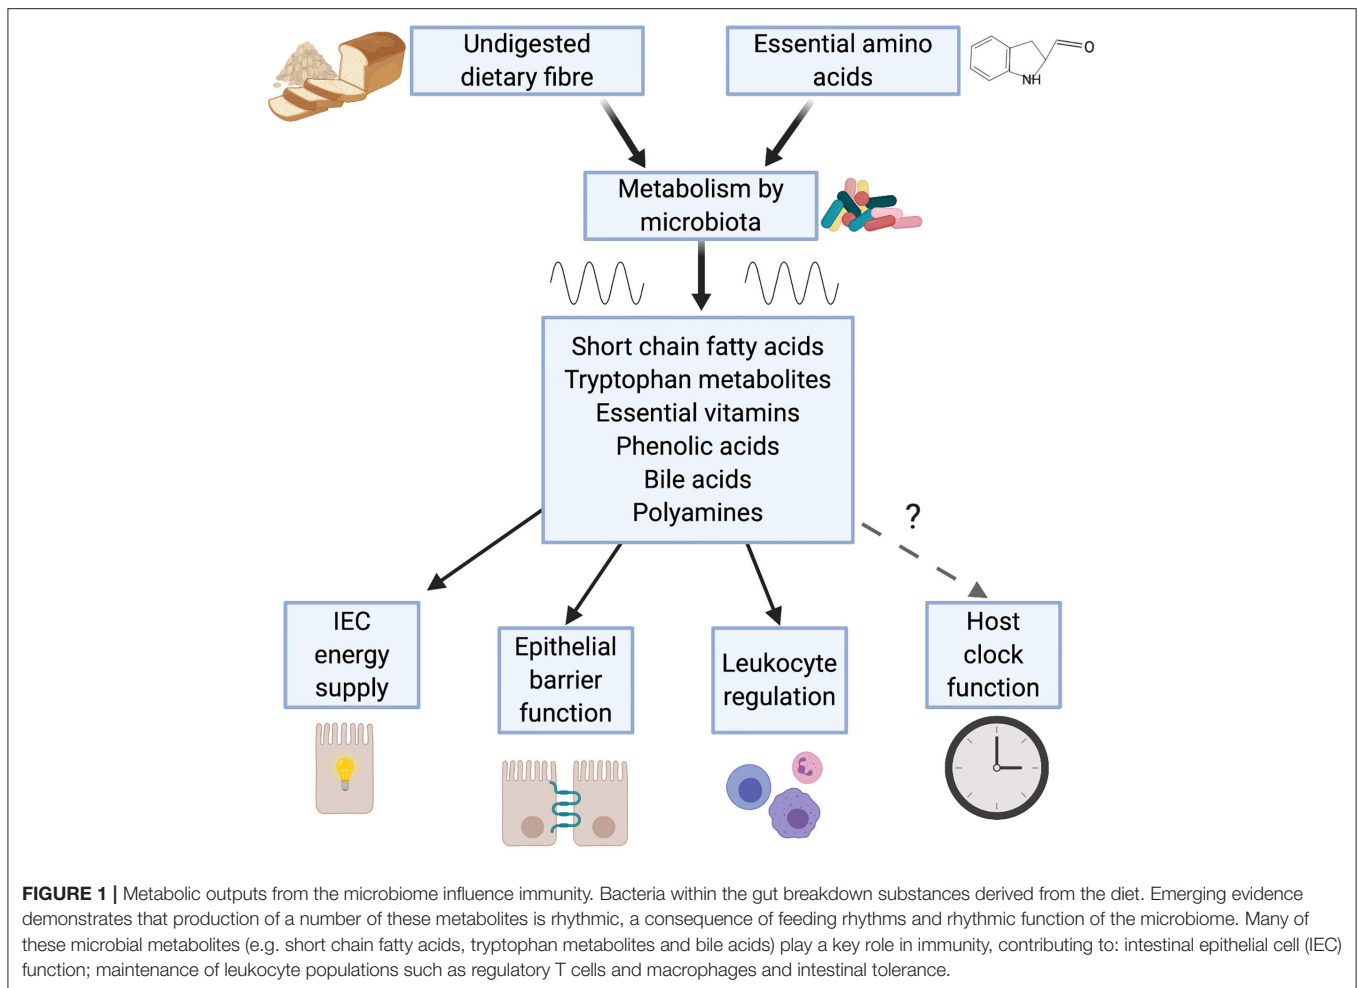 Undigested
dietary fibre
Essential amino
acids
O
NH
Metabolism by
microbiota
Short chain fatty acids
Tryptophan metabolites
Essential vitamins
Phenolic acids
Bile acids
Polyamines
?
IEC
energy
supply
Epithelial
barrier
function
Leukocyte
regulation
Host
clock
function
FIGURE 1 | Metabolic outputs from the microbiome influence immunity. Bacteria within the gut breakdown substances derived from the diet. Emerging evidence
demonstrates that production of a number of these metabolites is rhythmic, a consequence of feeding rhythms and rhythmic function of the microbiome. Many of
these microbial metabolites (e.g. short chain fatty acids, tryptophan metabolites and bile acids) play a key role in immunity, contributing to: intestinal epithelial cell (IEC)
function; maintenance of leukocyte populations such as regulatory T cells and macrophages and intestinal tolerance.